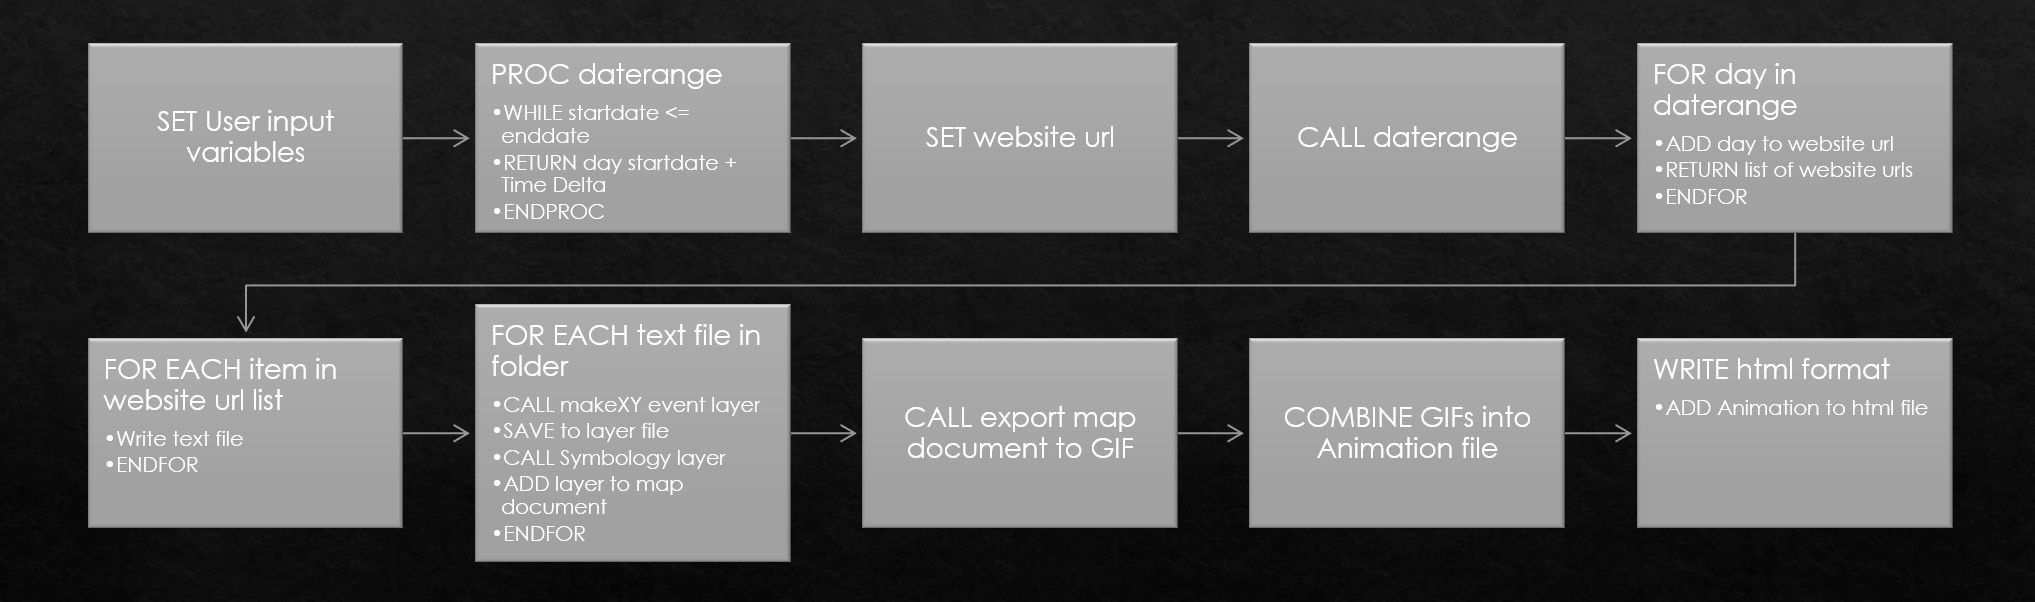 SET User input
variables
PROC daterange
•WHILE startdate <=
enddate
•RETURN day startdate +
Time Delta
•ENDPROC
SET website url
CALL daterange
FOR day in
daterange
•ADD day to website url
•RETURN list of website urls
•ENDFOR
FOR EACH item in
website url list
•Write text file
•ENDFOR
FOR EACH text file in
folder
•CALL makeXY event layer
•SAVE to layer file
•CALL Symbology layer
•ADD layer to map
document
•ENDFOR
CALL export map
document to GIF
COMBINE GIFs into
Animation file
WRITE html format
•ADD Animation to html file